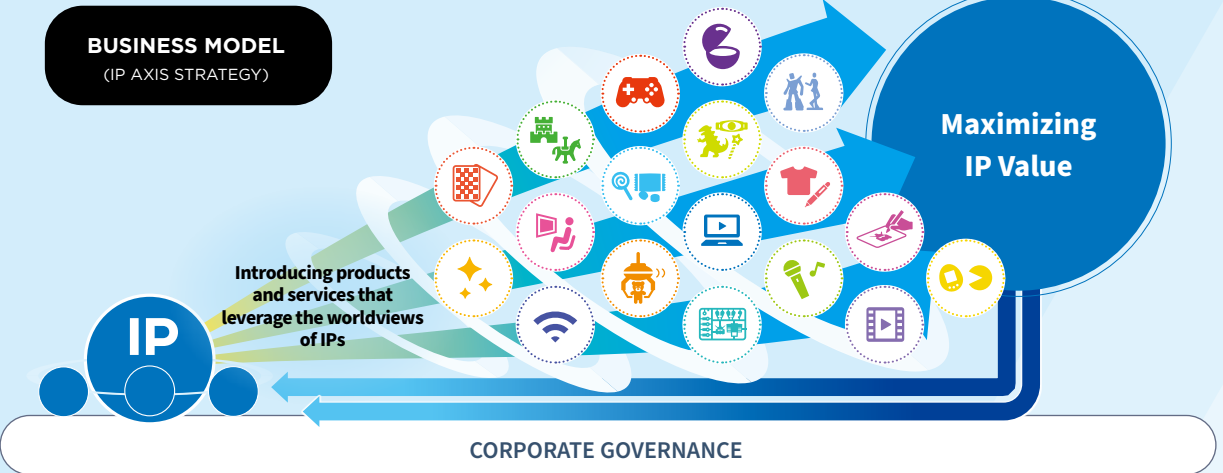 BUSINESS MODEL
(IP AXIS STRATEGY)
Maximizing
IP Value
Introducing products
and services that
leverage the worldviews
of IPs
IP
CORPORATE GOVERNANCE